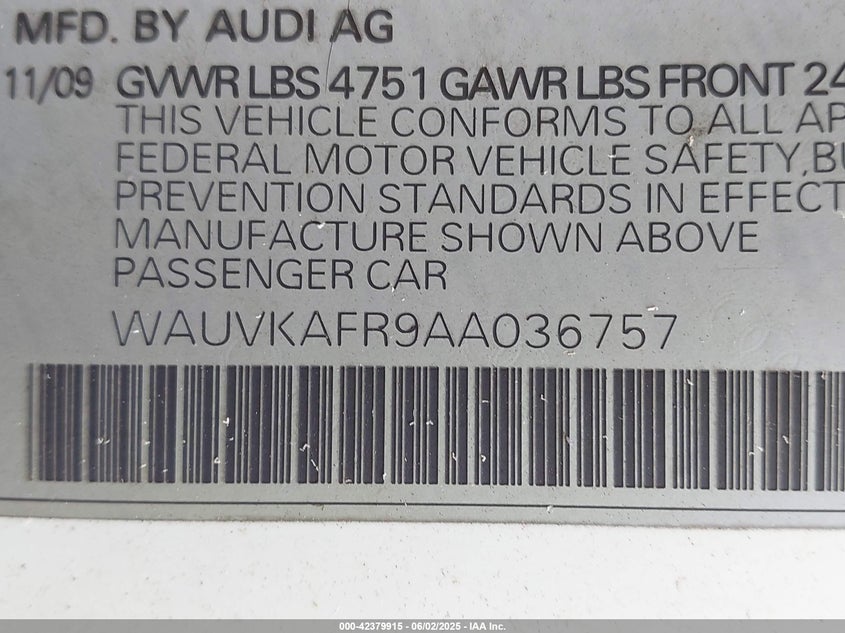 MFD. BY AUDI AG
11/09 GVWR LBS 4751 GAWR LBS FRONT 24
THIS VEHICLE CONFORMS TO ALL AP
FEDERAL MOTOR VEHICLE SAFETY, BU
PREVENTION STANDARDS IN EFFECT
MANUFACTURE SHOWN ABOVE
PASSENGER CAR
WAUVKAFR9AA036757
000-42379915 - 06/02/2025 - IAA Inc.